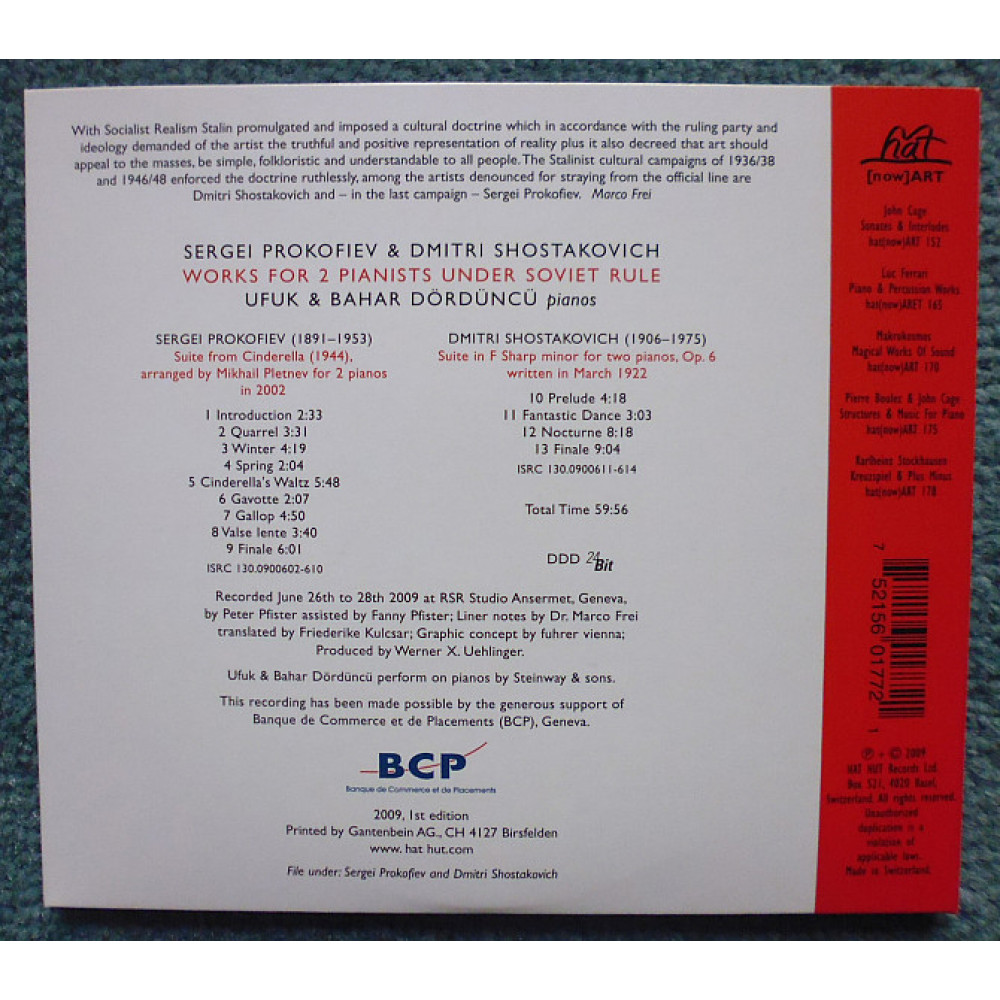 With Socialist Realism Stalin promulgated and imposed a cultural doctrine which in accordance with the ruling party and
ideology demanded of the artist the truthful and positive representation of reality plus it also decreed that art should
appeal to the masses, be simple, folkloristic and understandable to all people. The Stalinist cultural campaigns of 1936/38
and 1946/48 enforced the doctrine ruthlessly, among the artists denounced for straying from the official line are
Dmitri Shostakovich and – in the last campaign – Sergei Prokofiev. Marco Frei
SERGEI PROKOFIEV & DMITRI SHOSTAKOVICH
WORKS FOR 2 PIANISTS UNDER SOVIET RULE
UFUK & BAHAR DÖRDÜNCÜ pianos
SERGEI PROKOFIEV (1891–1953)
Suite from Cinderella (1944),
arranged by Mikhail Pletnev for 2 pianos
in 2002
1 Introduction 2:33
2 Quarrel 3:31
3 Winter 4:19
4 Spring 2:04
5 Cinderella's Waltz 5:48
6 Gavotte 2:07
7 Gallop 4:50
8 Valse lente 3:40
9 Finale 6:01
ISRC 130.0900602-610
DMITRI SHOSTAKOVICH (1906–1975)
Suite in F Sharp minor for two pianos, Op. 6
written in March 1922
10 Prelude 4:18
11 Fantastic Dance 3:03
12 Nocturne 8:18
13 Finale 9:04
ISRC 130.0900611-614
Total Time 59:56
DDD 24 Bit
Recorded June 26th to 28th 2009 at RSR Studio Ansermet, Geneva,
by Peter Pfister assisted by Fanny Pfister; Liner notes by Dr. Marco Frei
translated by Friederike Kulcsar; Graphic concept by fuhrer vienna;
Produced by Werner X. Uehlinger.
Ufuk & Bahar Dördüncü perform on pianos by Steinway & sons.
This recording has been made possible by the generous support of
Banque de Commerce et de Placements (BCP), Geneva.
BCP
Banque de Commerce et de Placements
2009, 1st edition
Printed by Gantenbein AG., CH 4127 Birsfelden
www. hat hut.com
File under: Sergei Prokofiev and Dmitri Shostakovich
hat
[now]ART
John Cage
Sonatas & Interludes
hat[now]ART 152
Luc Ferrari
Piano & Percussion Works
hat[now]ARET 165
Makrokosmos
Magical Works Of Sound
hat[now]ART 170
Pierre Boulez & John Cage
Structures & Music For Piano
hat[now]ART 175
Karlheinz Stockhausen
Kreuzspiel & Plus Minus
hat[now]ART 178
7 52156 01772 1
℗ + © 2009
HAT HUT Records Ltd.
Box 521, 4020 Basel,
Switzerland. All rights reserved.
Unauthorized
duplication is a
violation of
applicable laws.
Made in Switzerland.